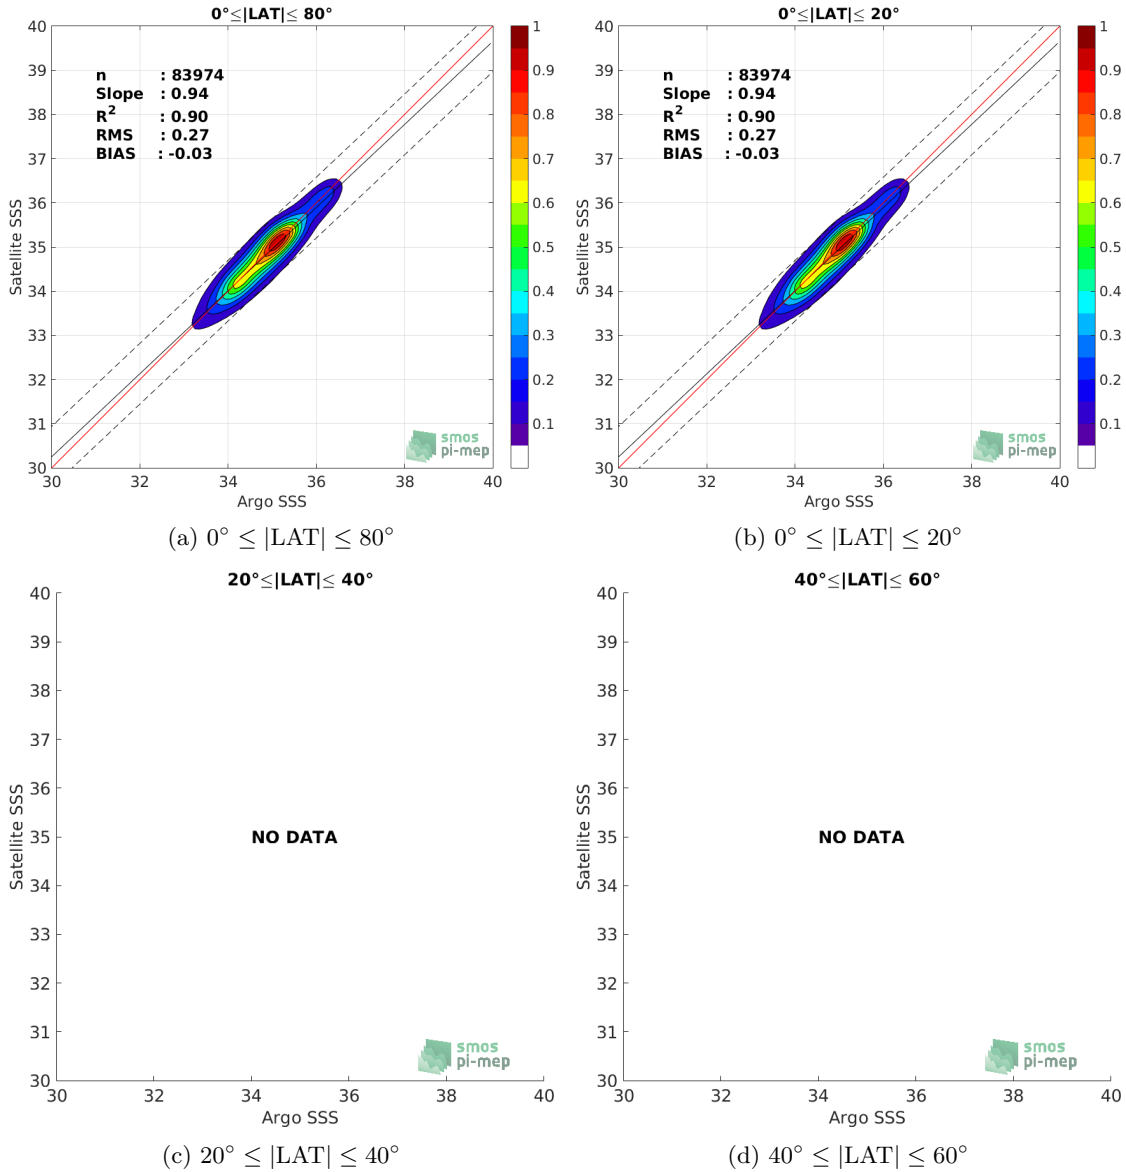 0°≤|LAT|≤ 80°
40
39
38
37
36
35
34
33
32
31
30
Satellite SSS
n : 83974
Slope : 0.94
R2 : 0.90
RMS : 0.27
BIAS : -0.03
smos
pi-mep
30 32 34 36 38 40
Argo SSS
1
0.9
0.8
0.7
0.6
0.5
0.4
0.3
0.2
0.1
(a) 0° ≤ |LAT| ≤ 80°
0°≤|LAT|≤ 20°
40
39
38
37
36
35
34
33
32
31
30
Satellite SSS
n : 83974
Slope : 0.94
R2 : 0.90
RMS : 0.27
BIAS : -0.03
smos
pi-mep
30 32 34 36 38 40
Argo SSS
1
0.9
0.8
0.7
0.6
0.5
0.4
0.3
0.2
0.1
(b) 0° ≤ |LAT| ≤ 20°
20°≤|LAT|≤ 40°
40
39
38
37
36
35
34
33
32
31
30
Satellite SSS
NO DATA
smos
pi-mep
30 32 34 36 38 40
Argo SSS
(c) 20° ≤ |LAT| ≤ 40°
40°≤|LAT|≤ 60°
40
39
38
37
36
35
34
33
32
31
30
Satellite SSS
NO DATA
smos
pi-mep
30 32 34 36 38 40
Argo SSS
(d) 40° ≤ |LAT| ≤ 60°